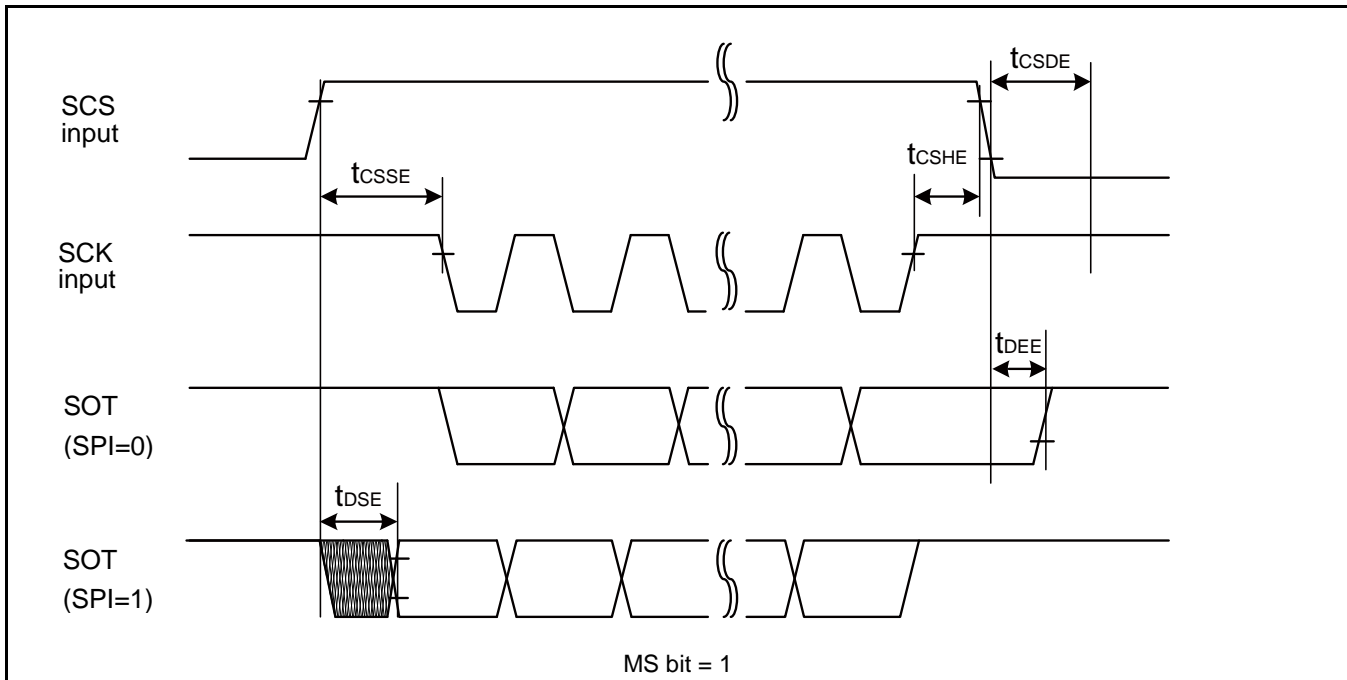 tCSDE
SCS
input
tCSHE
tCSSE
SCK
input
tDEE
SOT
(SPI=0)
tDSE
SOT
(SPI=1)
MS bit = 1